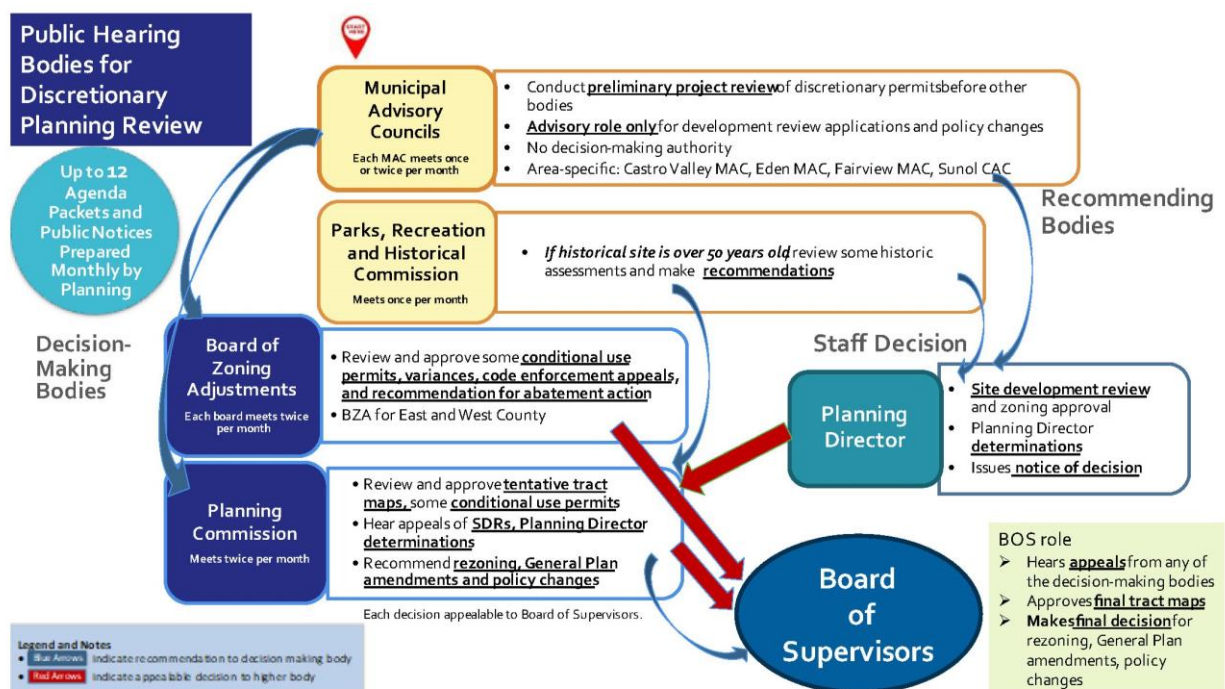 Public Hearing
Bodies for
Discretionary
Planning Review
START
HERE
Up to 12
Agenda
Packets and
Public Notices
Prepared
Monthly by
Planning
Municipal
Advisory
Councils
Each MAC meets once
or twice per month
• Conduct preliminary project review of discretionary permitsbefore other
bodies
• Advisory role only for development review applications and policy changes
• No decision-making authority
• Area-specific: Castro Valley MAC, Eden MAC, Fairview MAC, Sunol CAC
Recommending
Bodies
Parks, Recreation
and Historical
Commission
Meets once per month
• If historical site is over 50 years old, review some historic
assessments and make recommendations
Decision-
Making
Bodies
Board of
Zoning
Adjustments
Each board meets twice
per month
• Review and approve some conditional use
permits, variances, code enforcement appeals,
and recommendation for abatement action
• BZA for East and West County
Staff Decision
Planning
Director
• Site development review
and zoning approval
• Planning Director
determinations
• Issues notice of decision
Planning
Commission
Meets twice per month
• Review and approve tentative tract
maps, some conditional use permits
• Hear appeals of SDRs, Planning Director
determinations
• Recommend rezoning, General Plan
amendments and policy changes
Each decision appealable to Board of Supervisors.
Board
of
Supervisors
BOS role
➢ Hears appeals from any of
the decision-making bodies
➢ Approves final tract maps
➢ Makes final decision for
rezoning, General Plan
amendments, policy
changes
Legend and Notes
• Blue Arrows indicate recommendation to decision making body
• Red Arrows indicate appealable decision to higher body